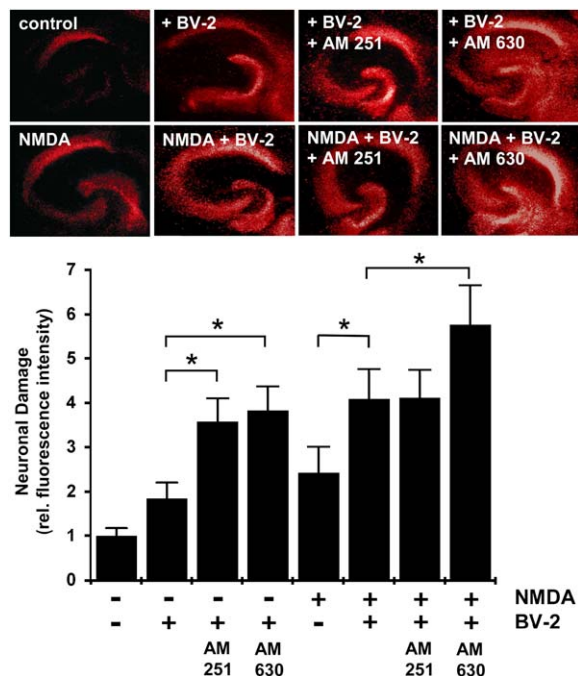 control
+ BV-2
+ BV-2
+ AM 251
+ BV-2
+ AM 630
NMDA
NMDA + BV-2
NMDA + BV-2
+ AM 251
NMDA + BV-2
+ AM 630
Neuronal Damage
(rel. fluorescence intensity)
7
6
5
4
3
2
1
0
*
*
*
*
- - - - + + + + NMDA
- + + + - + + + BV-2
AM AM AM AM
251 630 251 630